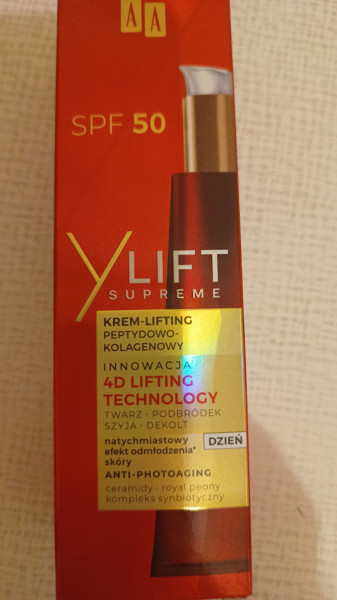 AA
SPF 50
Y LIFT
SUPREME
KREM-LIFTING
PEPTYDOWO-
KOLAGENOWY
INNOWACJA
4D LIFTING
TECHNOLOGY
TWARZ · PODBRÓDEK
SZYJA · DEKOLT
natychmiastowy
efekt odmłodzenia*
skóry
DZIEŃ
ANTI-PHOTOAGING
ceramidy · royal peony
kompleks synbiotyczny